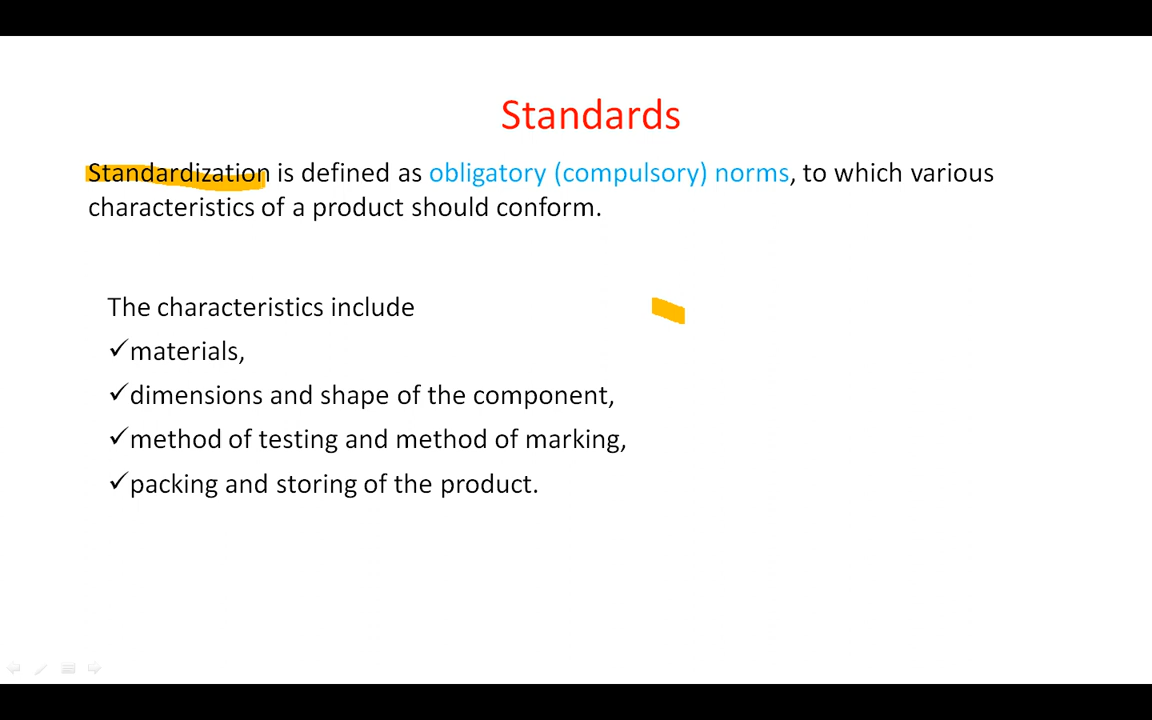 Standards
Standardization is defined as obligatory (compulsory) norms, to which various
characteristics of a product should conform.
The characteristics include
✓materials,
✓dimensions and shape of the component,
✓method of testing and method of marking,
✓packing and storing of the product.